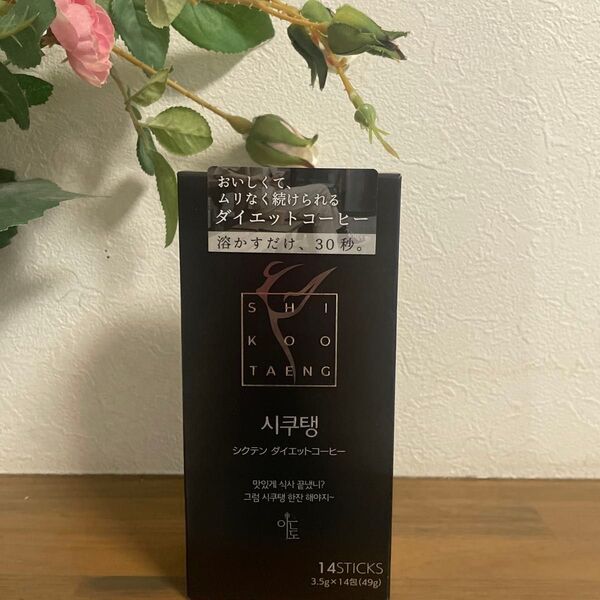 おいしくて、
ムリなく続けられる
ダイエットコーヒー
溶かすだけ、30秒。
SHI
KOO
TAENG
시쿠탱
シクテン ダイエットコーヒー
맛있게 식사 끝냈니?
그럼 시쿠탱 한잔 해야지~
14STICKS
3.5g×14包(49g)